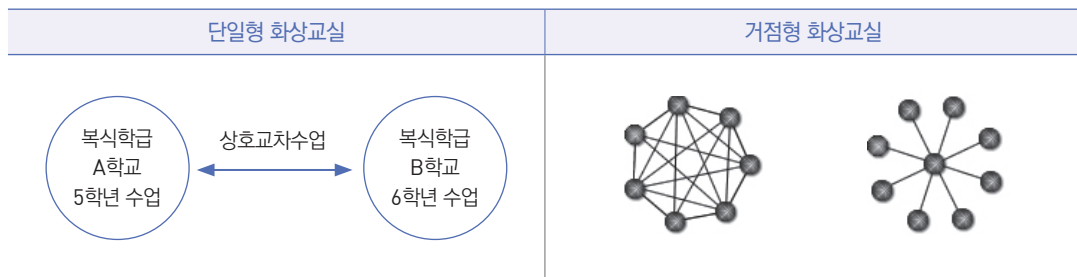 단일형 화상교실
거점형 화상교실
복식학급
A학교
5학년 수업
상호교차수업
복식학급
B학교
6학년 수업